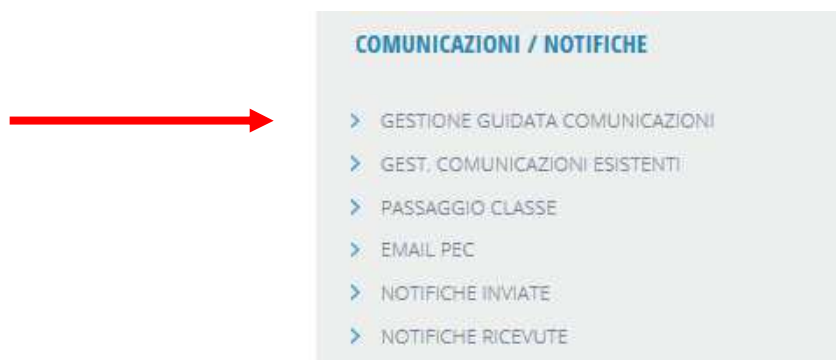 COMUNICAZIONI / NOTIFICHE
GESTIONE GUIDATA COMUNICAZIONI
GEST. COMUNICAZIONI ESISTENTI
PASSAGGIO CLASSE
EMAIL PEC
NOTIFICHE INVIATE
NOTIFICHE RICEVUTE